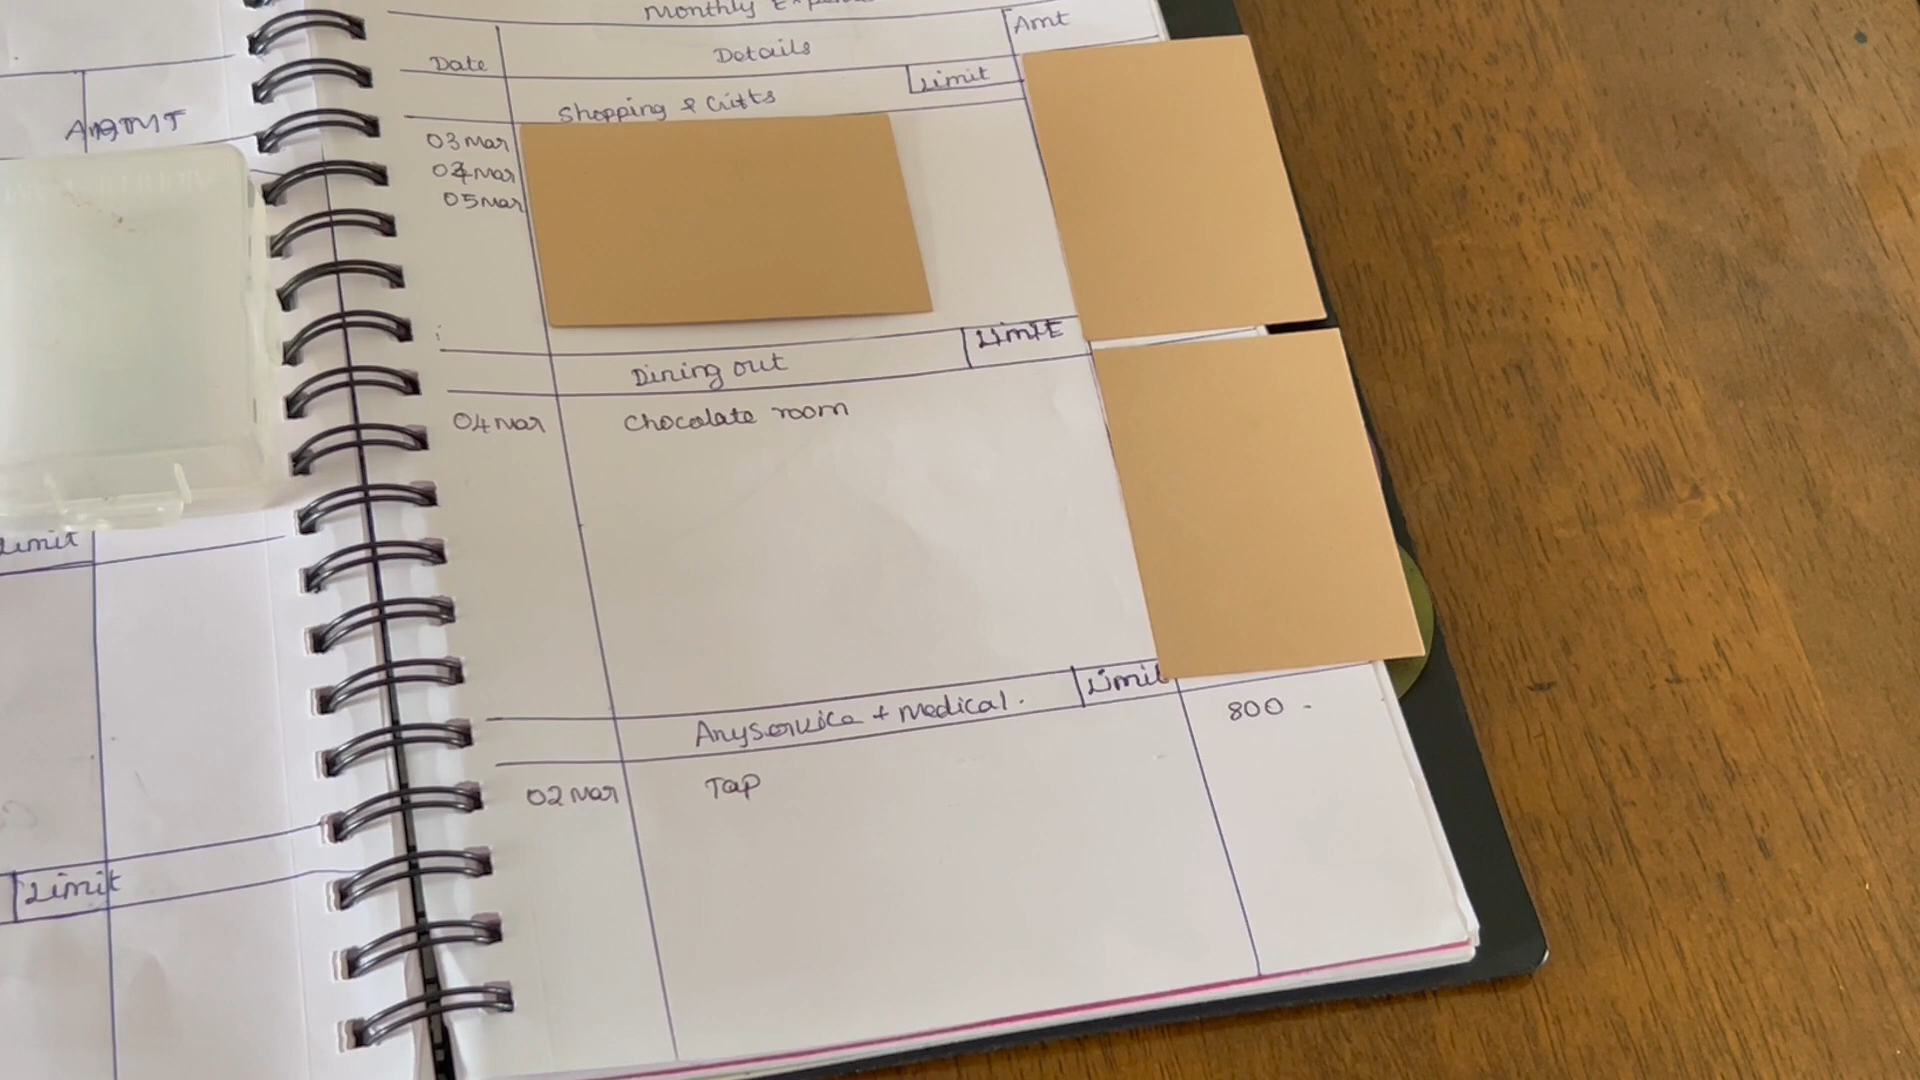 Monthly
Amt
Date
Details
Limit
Shopping & Gifts
03 Mar
04 Mar
05 Mar
Limit
Dining out
04 Mar
Chocolate room
Limit
Any Service + Medical.
800 -
02 Mar
Tap
Limit
Limit